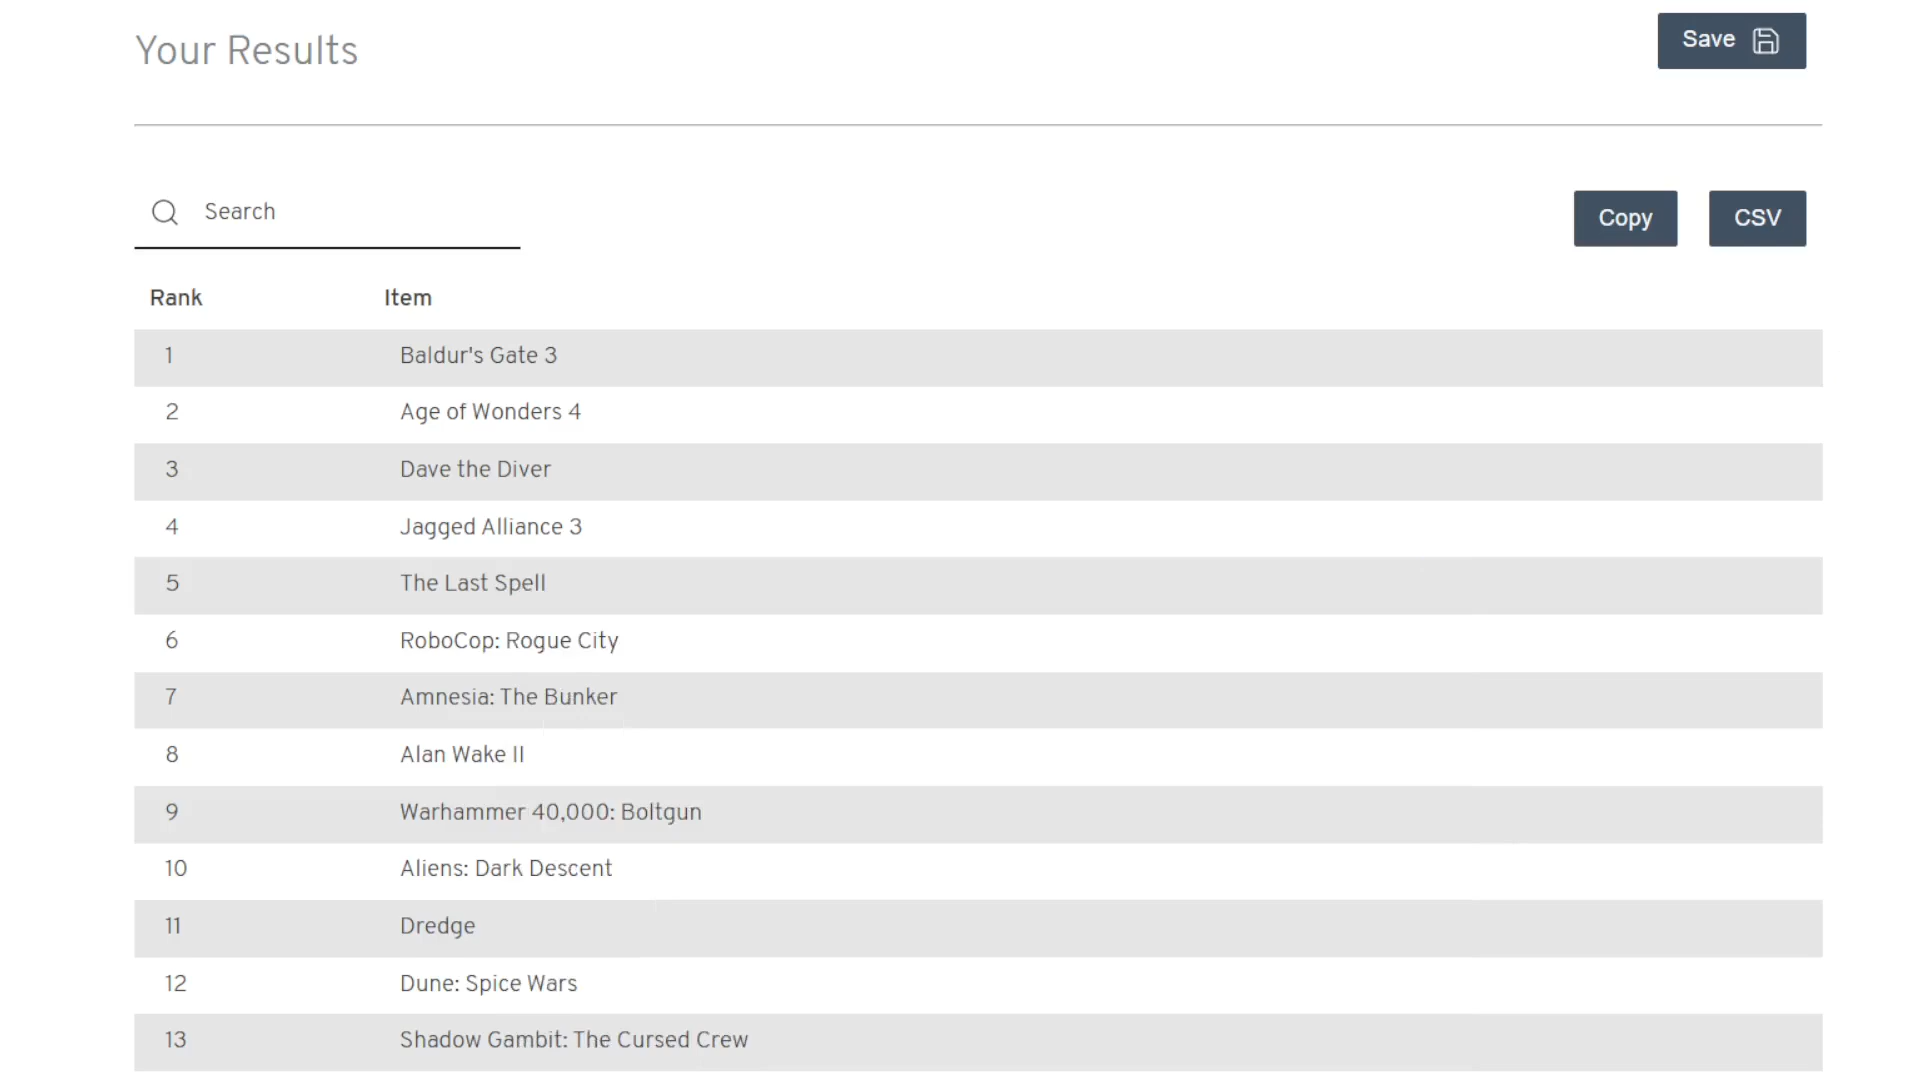 Your Results
Save
Search
Copy
CSV
Rank Item
1 Baldur's Gate 3
2 Age of Wonders 4
3 Dave the Diver
4 Jagged Alliance 3
5 The Last Spell
6 RoboCop: Rogue City
7 Amnesia: The Bunker
8 Alan Wake II
9 Warhammer 40,000: Boltgun
10 Aliens: Dark Descent
11 Dredge
12 Dune: Spice Wars
13 Shadow Gambit: The Cursed Crew